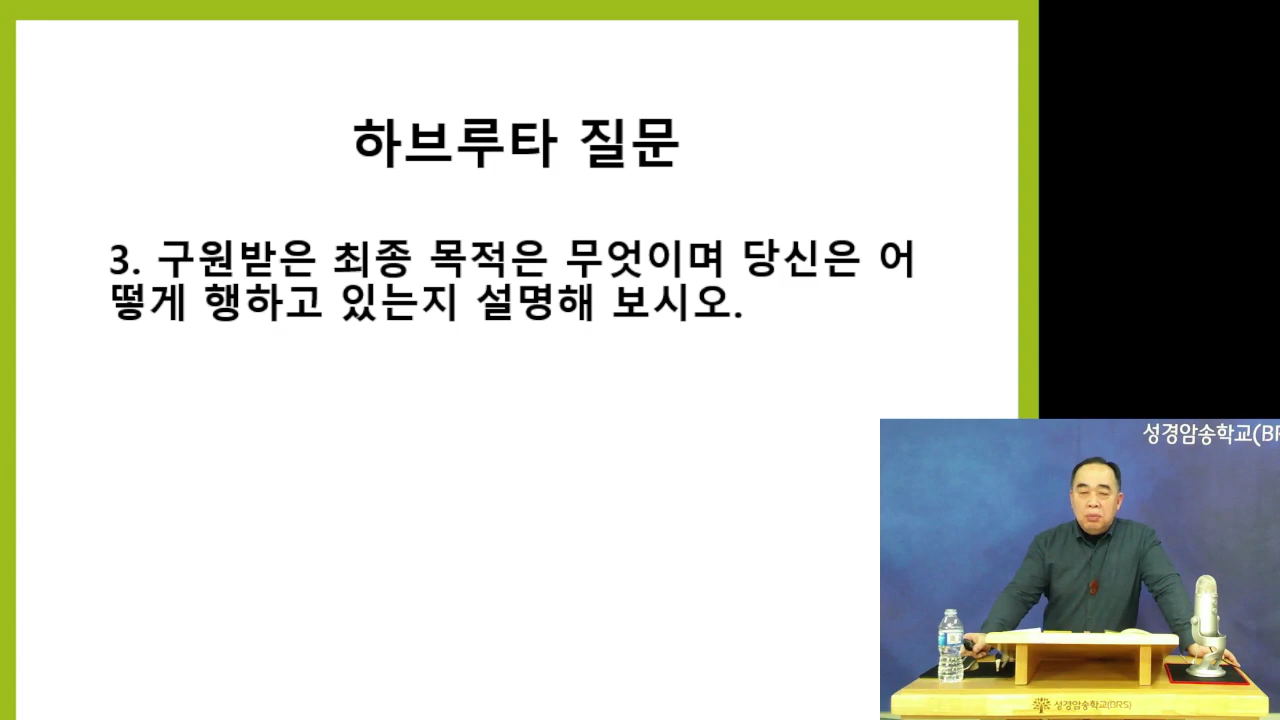 하브루타 질문
3. 구원받은 최종 목적은 무엇이며 당신은 어
떻게 행하고 있는지 설명해 보시오.
성경암송학교(BR
성경암송학교(BRS)